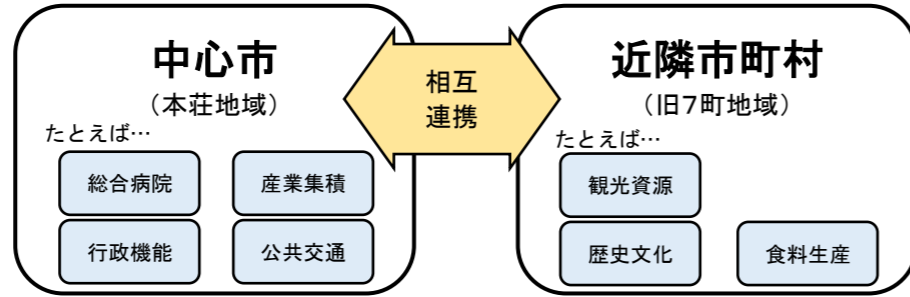 中心市
（本荘地域）
たとえば…
総合病院
産業集積
行政機能
公共交通
相互
連携
近隣市町村
（旧7町地域）
たとえば…
観光資源
歴史文化
食料生産